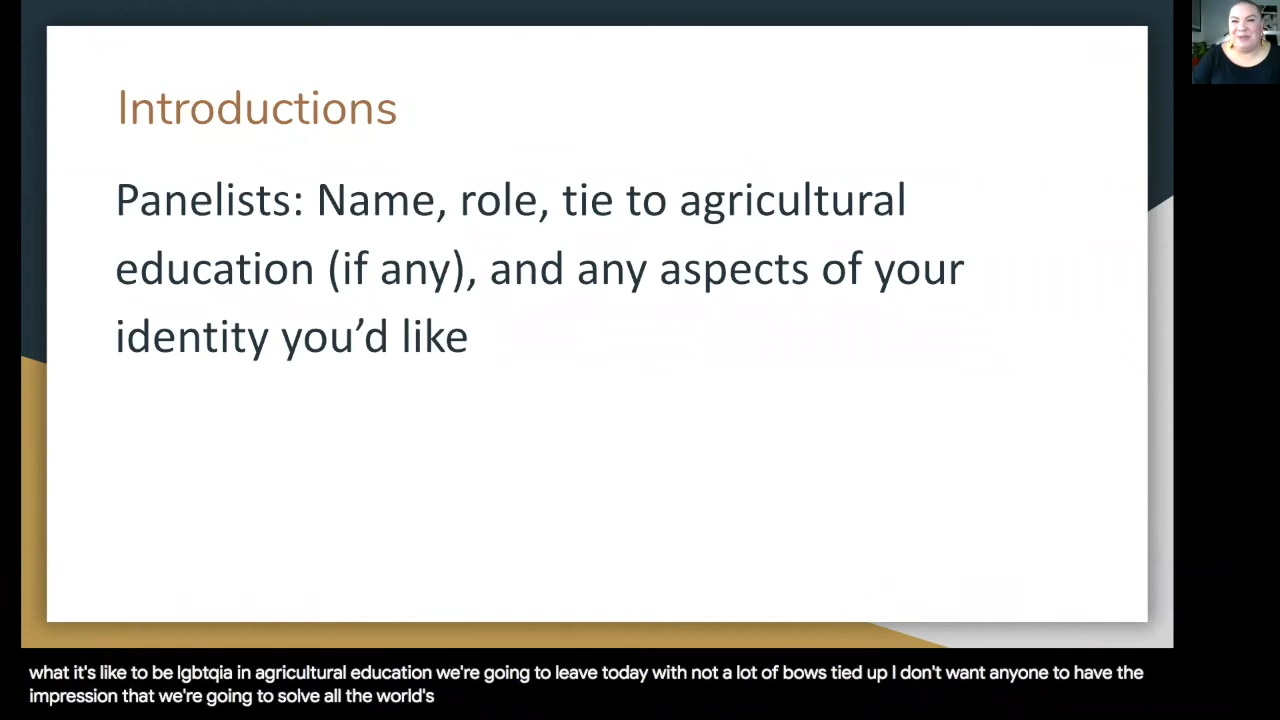 Introductions
Panelists: Name, role, tie to agricultural
education (if any), and any aspects of your
identity you’d like
what it's like to be lgbtqia in agricultural education we're going to leave today with not a lot of bows tied up I don't want anyone to have the
impression that we're going to solve all the world's